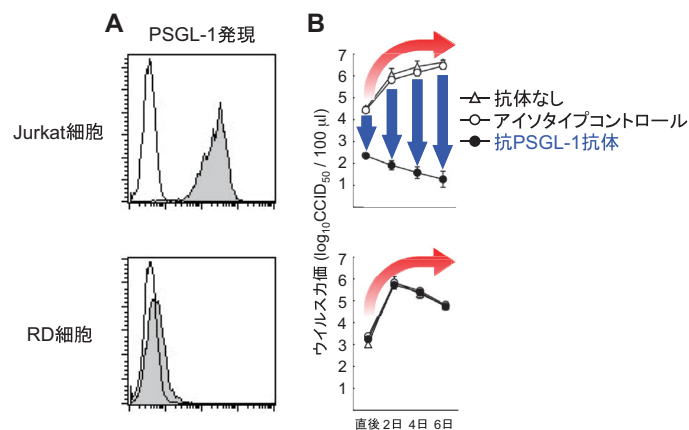 A
PSGL-1発現
Jurkat細胞
RD細胞
B
ウイルス力価 (log10CCID50 / 100 μl)
7
6
5
4
3
2
1
抗体なし
アイソタイプコントロール
抗PSGL-1抗体
7
6
5
4
3
2
1
直後 2日 4日 6日